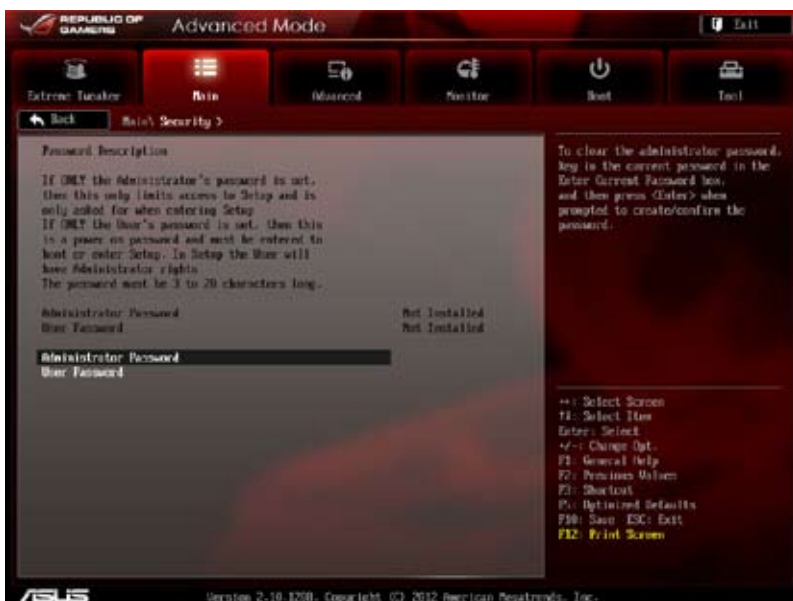 REPUBLIC OF
GAMERS
Advanced Mode
Exit
Extreme Tweaker
Main
Advanced
Monitor
Boot
Tool
Back
Main\ Security >
Password Description
If ONLY the Administrator's password is set,
then this only limits access to Setup and is
only asked for when entering Setup
If ONLY the User's password is set, then this
is a power on password and must be entered to
boot or enter Setup. In Setup the User will
have Administrator rights
The password must be 3 to 20 characters long.
Administrator Password Not Installed
User Password Not Installed
Administrator Password
User Password
To clear the administrator password,
key in the current password in the
Enter Current Password box,
and then press <Enter> when
prompted to create/confirm the
password.
: Select Screen
: Select Item
Enter: Select
+/-: Change Opt.
F1: General Help
F2: Previous Values
F3: Shortcut
F5: Optimized Defaults
F10: Save ESC: Exit
F12: Print Screen
ASUS
Version 2.10.1208. Copyright (C) 2012 American Megatrends, Inc.